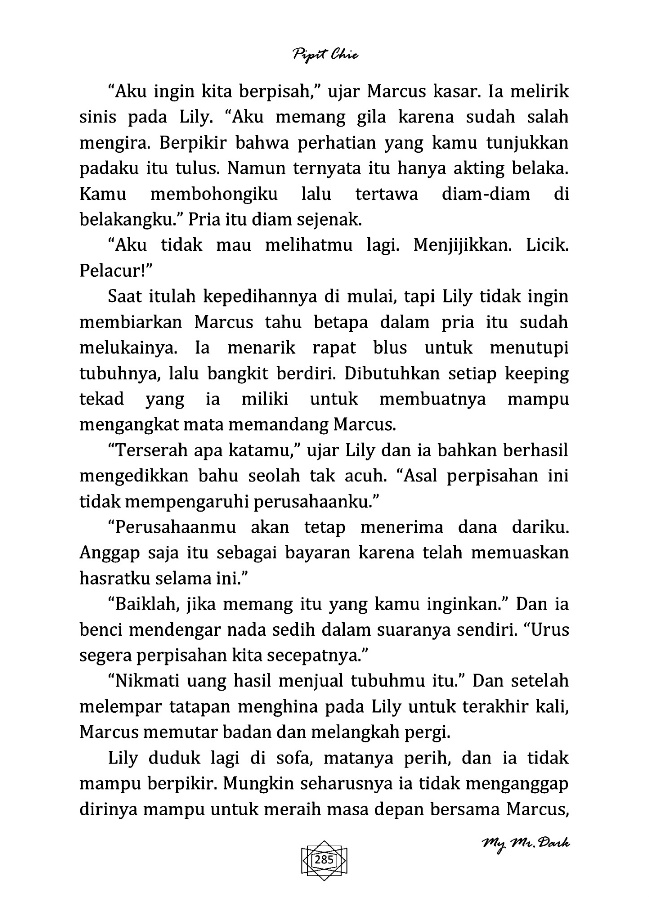 Pipit Chie
“Aku ingin kita berpisah,” ujar Marcus kasar. Ia melirik
sinis pada Lily. “Aku memang gila karena sudah salah
mengira. Berpikir bahwa perhatian yang kamu tunjukkan
padaku itu tulus. Namun ternyata itu hanya akting belaka.
Kamu membohongiku lalu tertawa diam-diam di
belakangku.” Pria itu diam sejenak.
“Aku tidak mau melihatmu lagi. Menjijikkan. Licik.
Pelacur!”
Saat itulah kepedihannya di mulai, tapi Lily tidak ingin
membiarkan Marcus tahu betapa dalam pria itu sudah
melukainya. Ia menarik rapat blus untuk menutupi
tubuhnya, lalu bangkit berdiri. Dibutuhkan setiap keeping
tekad yang ia miliki untuk membuatnya mampu
mengangkat mata memandang Marcus.
“Terserah apa katamu,” ujar Lily dan ia bahkan berhasil
mengedikkan bahu seolah tak acuh. “Asal perpisahan ini
tidak mempengaruhi perusahaanku.”
“Perusahaanmu akan tetap menerima dana dariku.
Anggap saja itu sebagai bayaran karena telah memuaskan
hasratku selama ini.”
“Baiklah, jika memang itu yang kamu inginkan.” Dan ia
benci mendengar nada sedih dalam suaranya sendiri. “Urus
segera perpisahan kita secepatnya.”
“Nikmati uang hasil menjual tubuhmu itu.” Dan setelah
melempar tatapan menghina pada Lily untuk terakhir kali,
Marcus memutar badan dan melangkah pergi.
Lily duduk lagi di sofa, matanya perih, dan ia tidak
mampu berpikir. Mungkin seharusnya ia tidak menganggap
dirinya mampu untuk meraih masa depan bersama Marcus,
My Mr. Dark
285